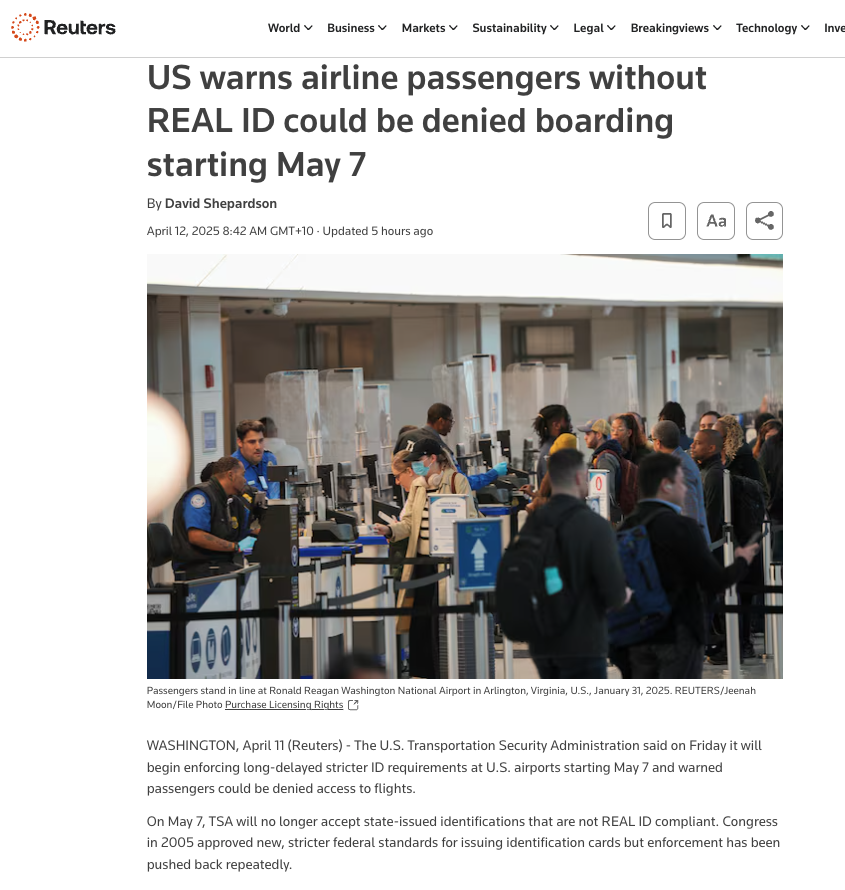 Reuters
World Business Markets Sustainability Legal Breakingviews Technology Inve
US warns airline passengers without
REAL ID could be denied boarding
starting May 7
By David Shepardson
April 12, 2025 8:42 AM GMT+10 · Updated 5 hours ago
Aa
0
Passengers stand in line at Ronald Reagan Washington National Airport in Arlington, Virginia, U.S., January 31, 2025. REUTERS/Jeenah
Moon/File Photo Purchase Licensing Rights
WASHINGTON, April 11 (Reuters) - The U.S. Transportation Security Administration said on Friday it will
begin enforcing long-delayed stricter ID requirements at U.S. airports starting May 7 and warned
passengers could be denied access to flights.
On May 7, TSA will no longer accept state-issued identifications that are not REAL ID compliant. Congress
in 2005 approved new, stricter federal standards for issuing identification cards but enforcement has been
pushed back repeatedly.